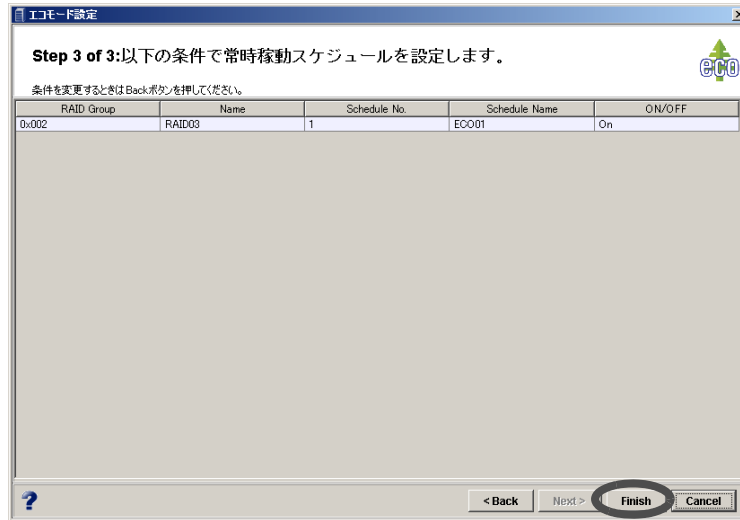 エコモード設定
Step 3 of 3:以下の条件で常時稼動スケジュールを設定します。
eco
条件を変更するときはBackボタンを押してください。
RAID Group Name Schedule No. Schedule Name ON/OFF
0x002 RAID03 1 ECO01 On
? < Back Next > Finish Cancel